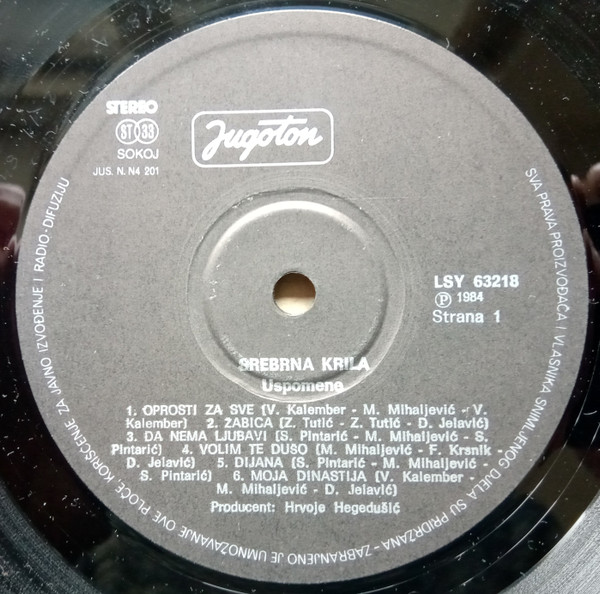 STEREO
ST 33
SOKOJ
JUS. N. N4 201
Jugoton
LSY 63218
Ⓟ 1984
Strana 1
SREBRNA KRILA
Uspomene
1. OPROSTI ZA SVE (V. Kalember - M. Mihaljević - V.
Kalember) 2. ZABICA (Z. Tutić - Z. Tutić - D. Jelavić)
3. DA NEMA LJUBAVI (S. Pintarić - M. Mihaljević - S.
Pintarić) 4. VOLIM TE DUSO (M. Mihaljević - F. Krsnik -
D. Jelavić) 5. DIJANA (S. Pintarić - M. Mihaljević -
S. Pintarić) 6. MOJA DINASTIJA (V. Kalember -
M. Mihaljević - D. Jelavić)
Producent: Hrvoje Hegedušić
SVA PRAVA PROIZVOĐAČA I VLASNIKA SNIMLJENOG DJELA SU PRIDRŽANA - ZABRANJENO JE UMNOŽAVANJE OVE PLOČE, KORIŠĆENJE ZA JAVNO IZVOĐENJE I RADIO-DIFUZIJU